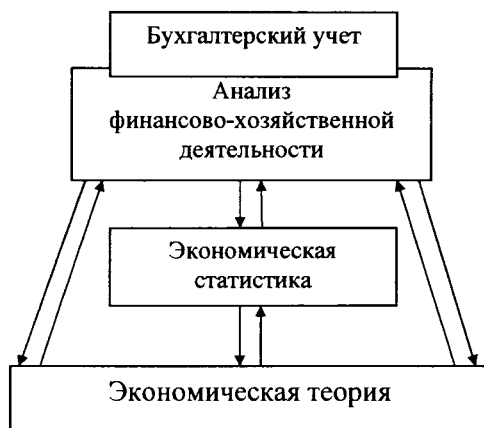 Бухгалтерский учет
Анализ
финансово-хозяйственной
деятельности
Экономическая
статистика
Экономическая теория